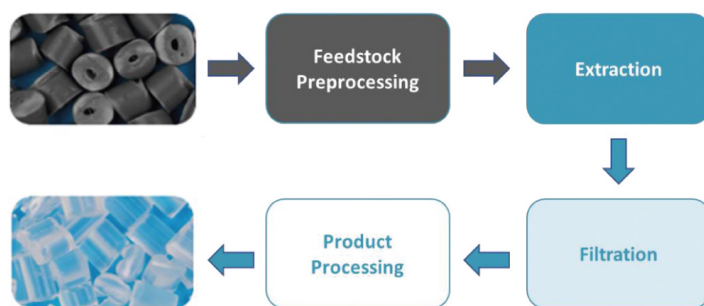 Feedstock
Preprocessing
Extraction
Filtration
Product
Processing